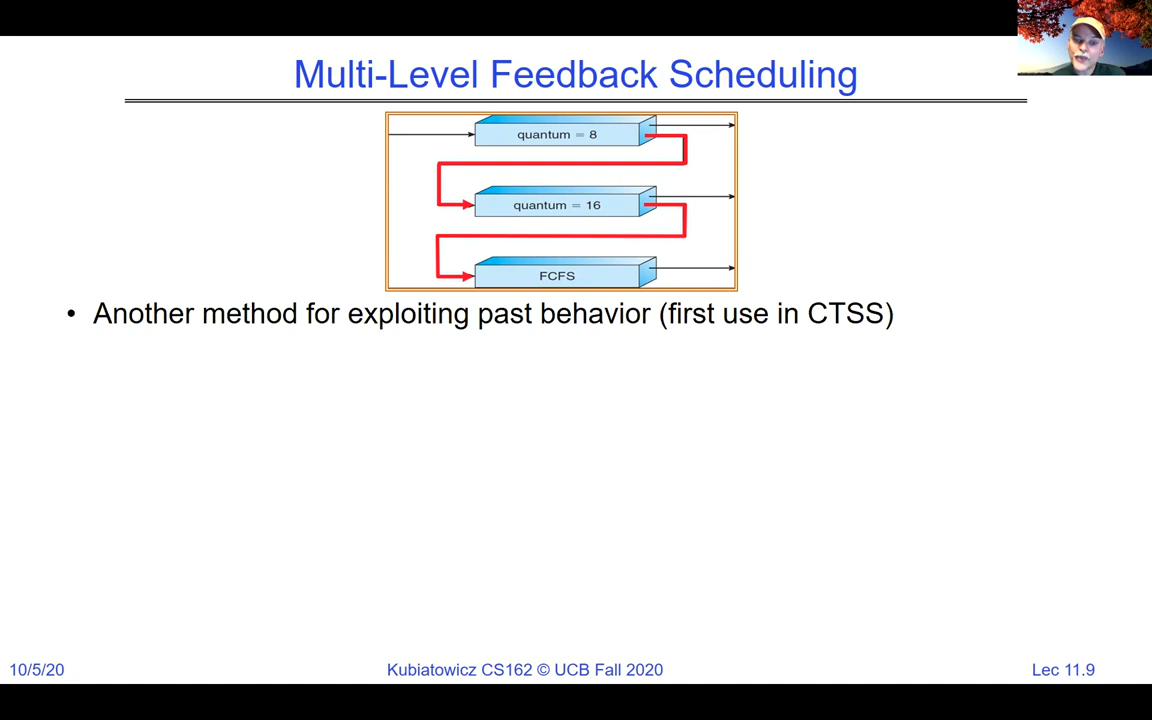 Multi-Level Feedback Scheduling
quantum = 8
quantum = 16
FCFS
• Another method for exploiting past behavior (first use in CTSS)
10/5/20
Kubiatowicz CS162 © UCB Fall 2020
Lec 11.9